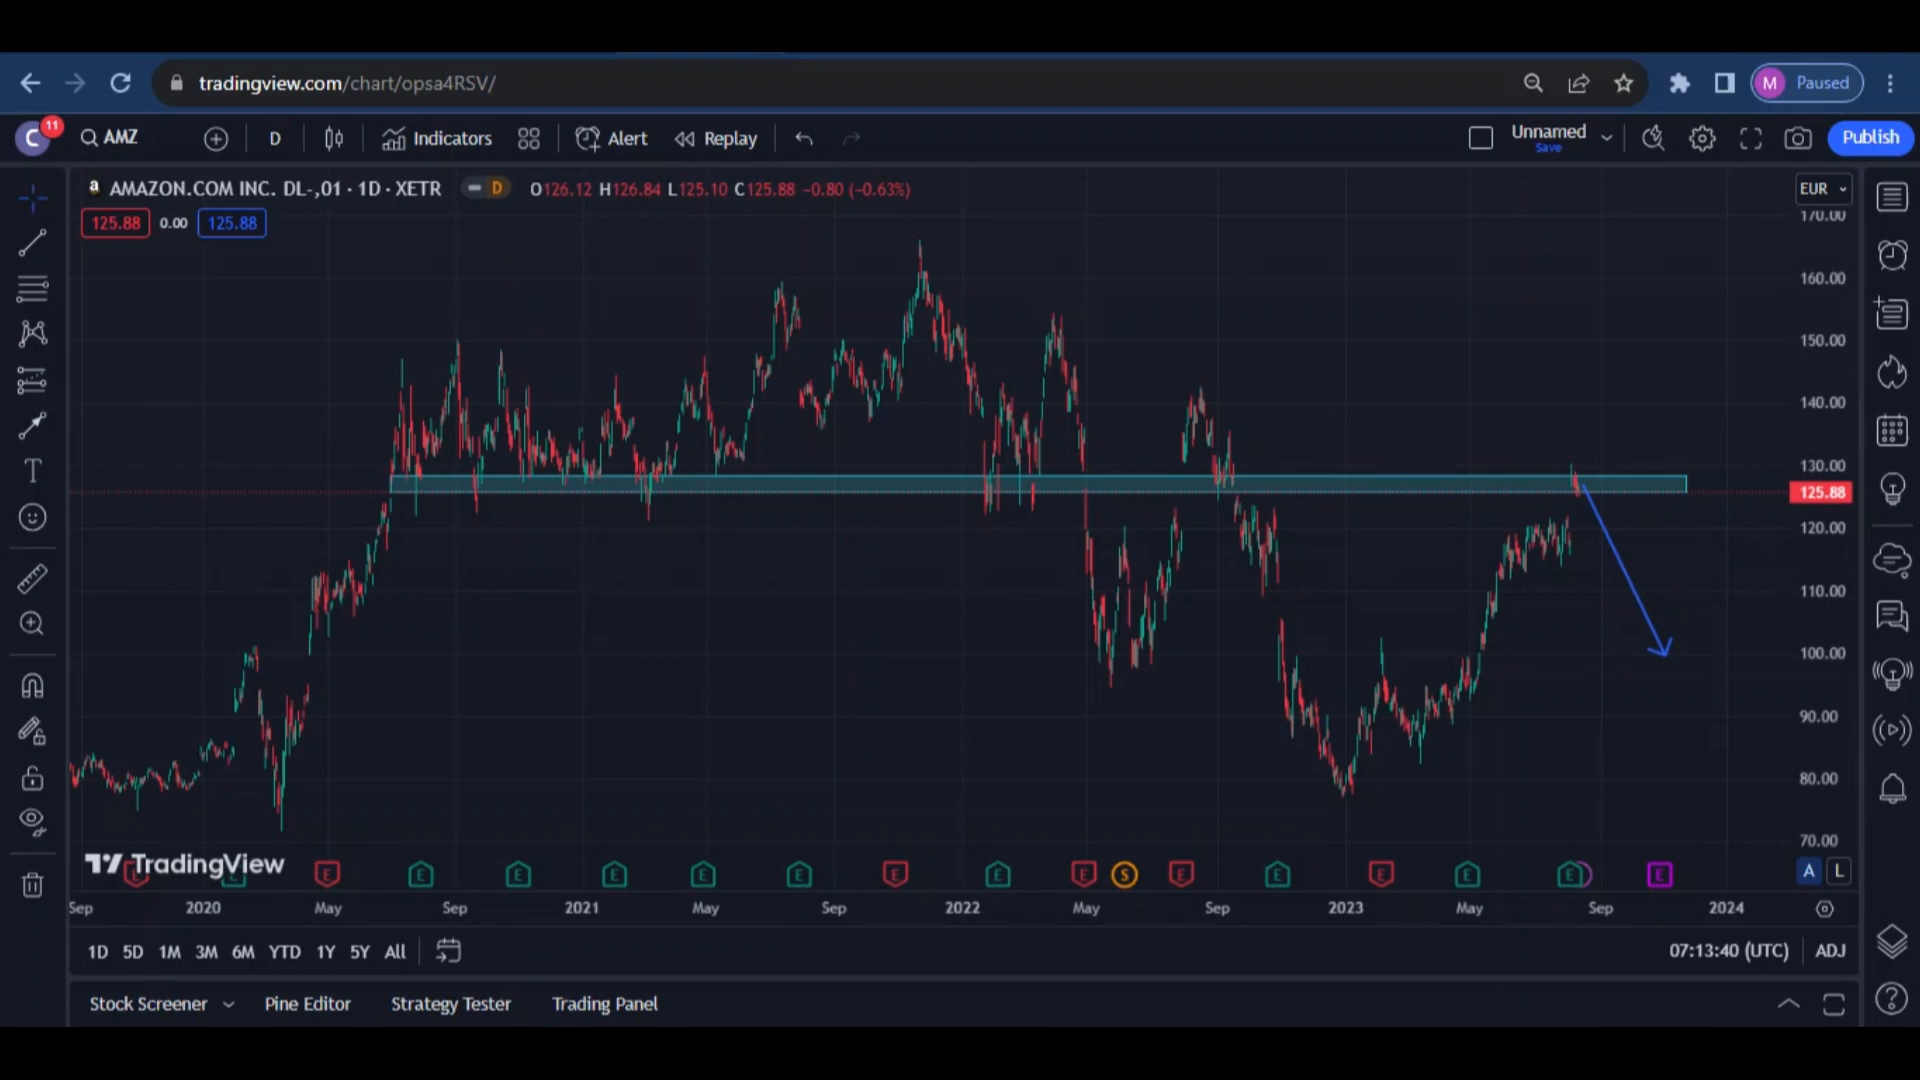 tradingview.com/chart/opsa4RSV/
M Paused
C 11 AMZ D Indicators Alert Replay Unnamed Save Publish
a AMAZON.COM INC. DL-,01 · 1D · XETR D O126.12 H126.84 L125.10 C125.88 −0.80 (−0.63%) EUR
125.88 0.00 125.88
170.00
160.00
150.00
140.00
130.00
125.88
120.00
110.00
100.00
90.00
80.00
70.00
TradingView
E E E E E E E E E S E E E E E E
A L
Sep 2020 May Sep 2021 May Sep 2022 May Sep 2023 May Sep 2024
1D 5D 1M 3M 6M YTD 1Y 5Y All 07:13:40 (UTC) ADJ
Stock Screener Pine Editor Strategy Tester Trading Panel